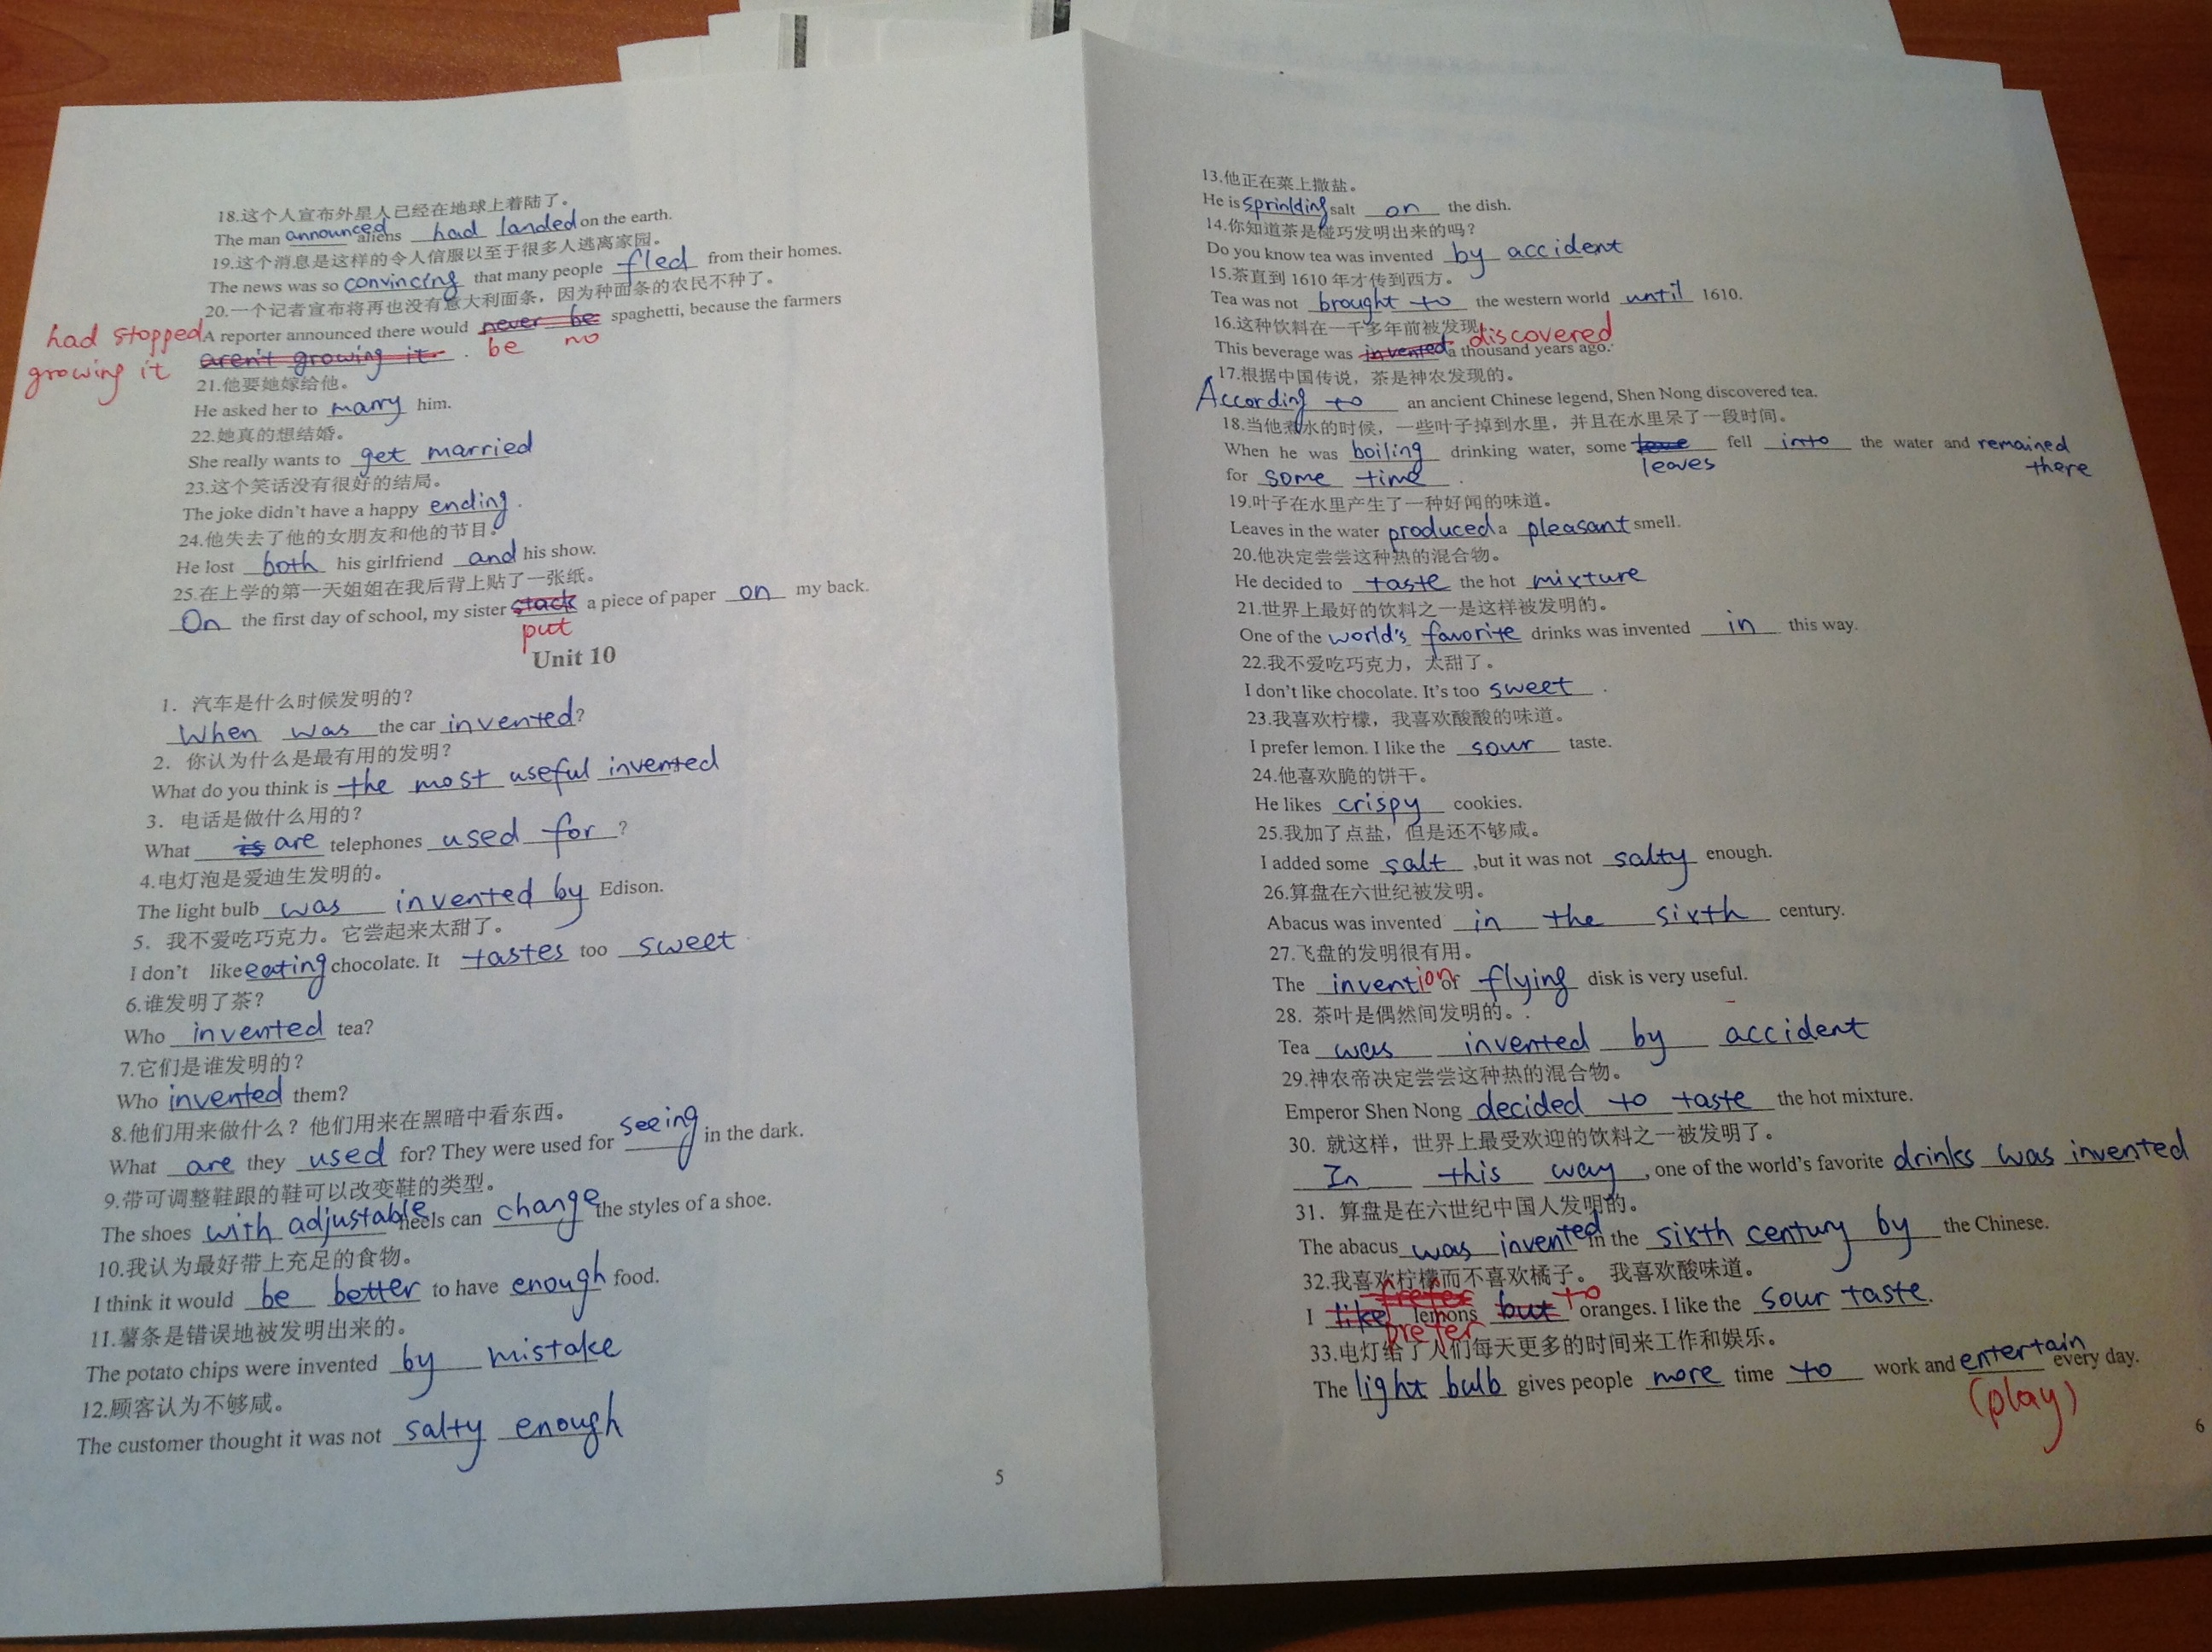 18.这个人宣布外星人已经在地球上着陆了。
The man announced aliens had landed on the earth.
19.这个消息是这样的令人信服以至于很多人逃离家园。
The news was so convincing that many people fled from their homes.
20.一个记者宣布将再也没有意大利面条，因为种面条的农民不种了。
A reporter announced there would never be spaghetti, because the farmers
be no
had stopped growing it
aren't growing it .
21.他要她嫁给他。
He asked her to marry him.
22.她真的想结婚。
She really wants to get married
23.这个笑话没有很好的结局。
The joke didn't have a happy ending.
24.他失去了他的女朋友和他的节目。
He lost both his girlfriend and his show.
25.在上学的第一天姐姐在我后背上贴了一张纸。
On the first day of school, my sister stack a piece of paper on my back.
put
Unit 10
1. 汽车是什么时候发明的？
When was the car invented?
2. 你认为什么是最有用的发明？
What do you think is the most useful invented
3. 电话是做什么用的？
What is are telephones used for ?
4.电灯泡是爱迪生发明的。
The light bulb was invented by Edison.
5. 我不爱吃巧克力。它尝起来太甜了。
I don't like eating chocolate. It tastes too sweet
6.谁发明了茶？
Who invented tea?
7.它们是谁发明的？
Who invented them?
8.他们用来做什么？他们用来在黑暗中看东西。
What are they used for? They were used for seeing in the dark.
9.带可调整鞋跟的鞋可以改变鞋的类型。
The shoes with adjustable heels can change the styles of a shoe.
10.我认为最好带上充足的食物。
I think it would be better to have enough food.
11.薯条是错误地被发明出来的。
The potato chips were invented by mistake
12.顾客认为不够咸。
The customer thought it was not salty enough
5
13.他正在菜上撒盐。
He is sprinkling salt on the dish.
14.你知道茶是碰巧发明出来的吗？
Do you know tea was invented by accident
15.茶直到 1610 年才传到西方。
Tea was not brought to the western world until 1610.
16.这种饮料在一千多年前被发现
discovered
This beverage was invented a thousand years ago.
17.根据中国传说，茶是神农发现的。
According to an ancient Chinese legend, Shen Nong discovered tea.
18.当他煮水的时候，一些叶子掉到水里，并且在水里呆了一段时间。
When he was boiling drinking water, some leaves fell into the water and remained there
for some time .
19.叶子在水里产生了一种好闻的味道。
Leaves in the water produced a pleasant smell.
20.他决定尝尝这种热的混合物。
He decided to taste the hot mixture
21.世界上最好的饮料之一是这样被发明的。
One of the world's favorite drinks was invented in this way.
22.我不爱吃巧克力，太甜了。
I don't like chocolate. It's too sweet .
23.我喜欢柠檬，我喜欢酸酸的味道。
I prefer lemon. I like the sour taste.
24.他喜欢脆的饼干。
He likes crispy cookies.
25.我加了点盐，但是还不够咸。
I added some salt ,but it was not salty enough.
26.算盘在六世纪被发明。
Abacus was invented in the sixth century.
27.飞盘的发明很有用。
The invention of flying disk is very useful.
28. 茶叶是偶然间发明的。.
Tea was invented by accident
29.神农帝决定尝尝这种热的混合物。
Emperor Shen Nong decided to taste the hot mixture.
30. 就这样，世界上最受欢迎的饮料之一被发明了。
In this way , one of the world's favorite drinks was invented
31. 算盘是在六世纪中国人发明的。
The abacus was invented in the sixth century by the Chinese.
32.我喜欢柠檬而不喜欢橘子。 我喜欢酸味道。
I like lemons but to oranges. I like the sour taste.
prefer
33.电灯给了人们每天更多的时间来工作和娱乐。
The light bulb gives people more time to work and entertain every day.
(play)
6